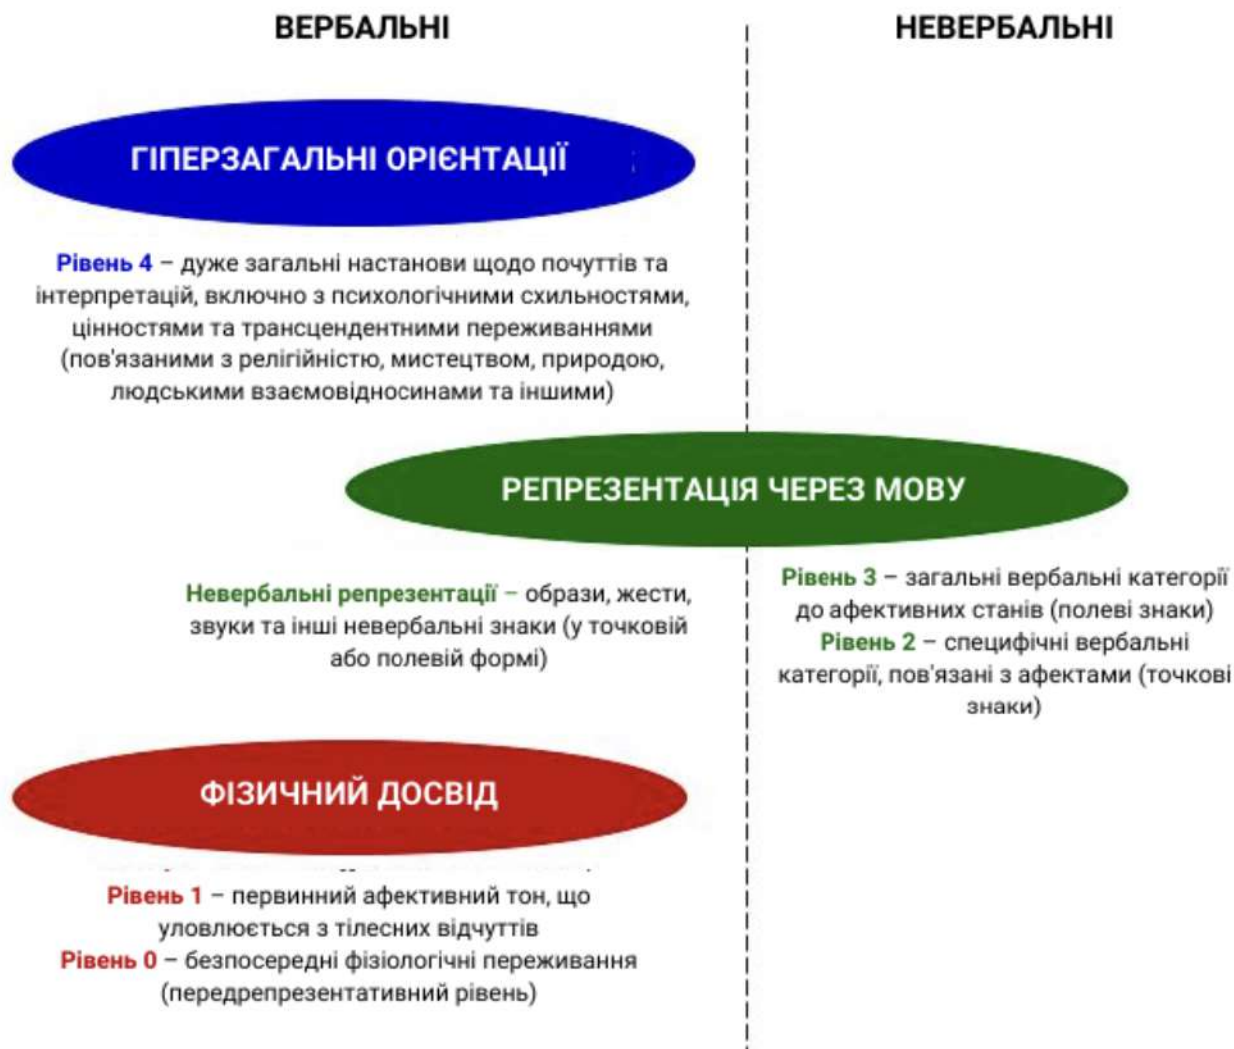 ВЕРБАЛЬНІ
НЕВЕРБАЛЬНІ
ГІПЕРЗАГАЛЬНІ ОРІЄНТАЦІЇ
Рівень 4 – дуже загальні настанови щодо почуттів та
інтерпретацій, включно з психологічними схильностями,
цінностями та трансцендентними переживаннями
(пов'язаними з релігійністю, мистецтвом, природою,
людськими взаємовідносинами та іншими)
РЕПРЕЗЕНТАЦІЯ ЧЕРЕЗ МОВУ
Невербальні репрезентації – образи, жести,
звуки та інші невербальні знаки (у точковій
або полевій формі)
Рівень 3 – загальні вербальні категорії
до афективних станів (полеві знаки)
Рівень 2 – специфічні вербальні
категорії, пов'язані з афектами (точкові
знаки)
ФІЗИЧНИЙ ДОСВІД
Рівень 1 – первинний афективний тон, що
уловлюється з тілесних відчуттів
Рівень 0 – безпосередні фізіологічні переживання
(передрепрезентативний рівень)